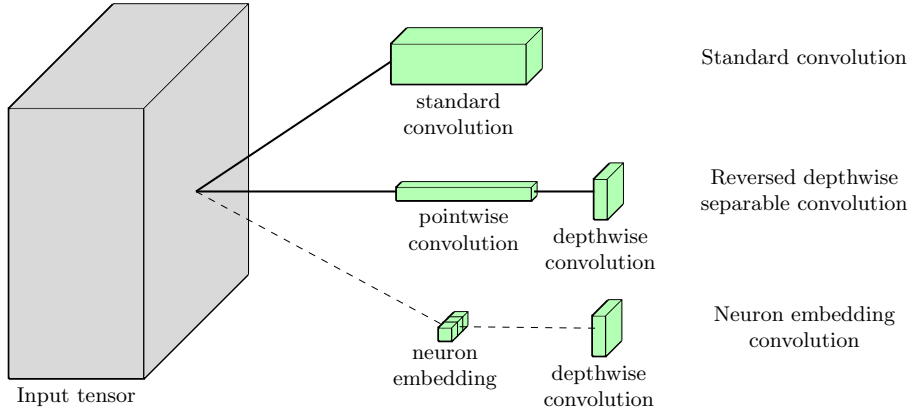 Standard convolution
standard
convolution
Reversed depthwise
separable convolution
pointwise
convolution
depthwise
convolution
Neuron embedding
convolution
neuron
embedding
depthwise
convolution
Input tensor